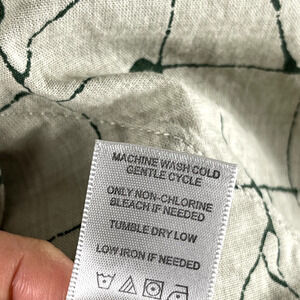 MACHINE WASH COLD
GENTLE CYCLE
ONLY NON-CHLORINE
BLEACH IF NEEDED
TUMBLE DRY LOW
LOW IRON IF NEEDED